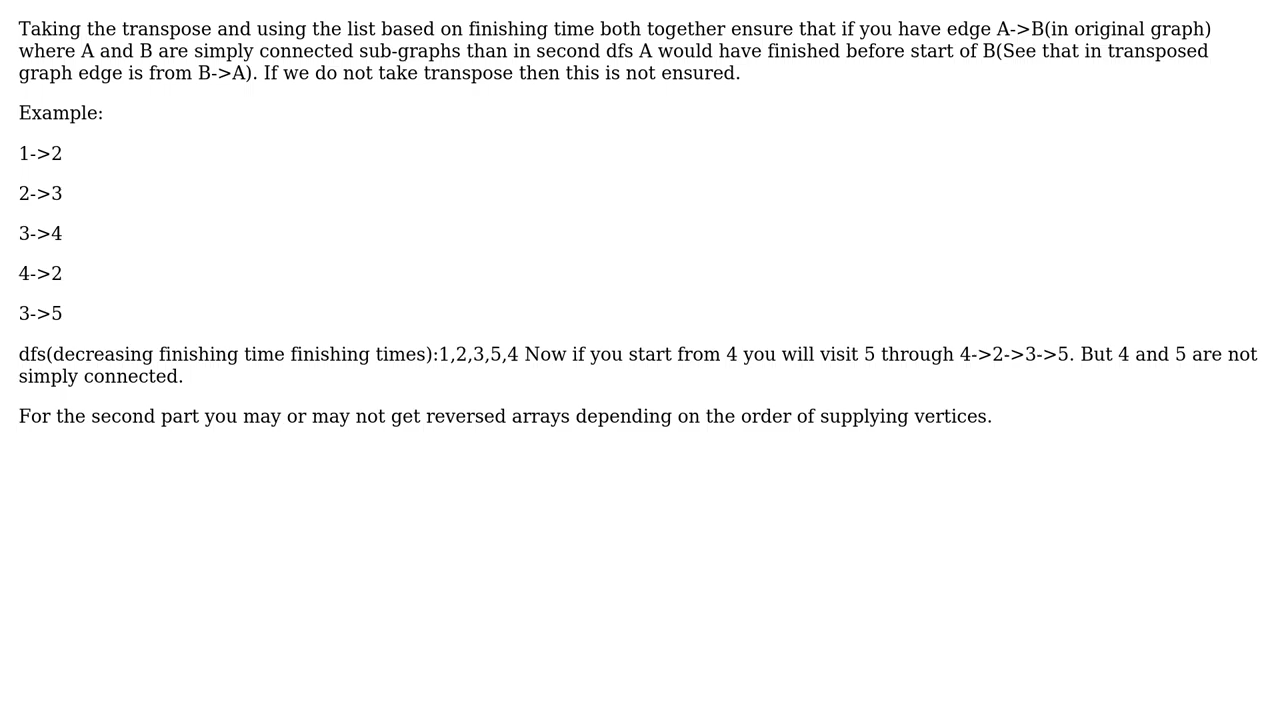 Taking the transpose and using the list based on finishing time both together ensure that if you have edge A->B(in original graph)
where A and B are simply connected sub-graphs than in second dfs A would have finished before start of B(See that in transposed
graph edge is from B->A). If we do not take transpose then this is not ensured.
Example:
1->2
2->3
3->4
4->2
3->5
dfs(decreasing finishing time finishing times):1,2,3,5,4 Now if you start from 4 you will visit 5 through 4->2->3->5. But 4 and 5 are not
simply connected.
For the second part you may or may not get reversed arrays depending on the order of supplying vertices.